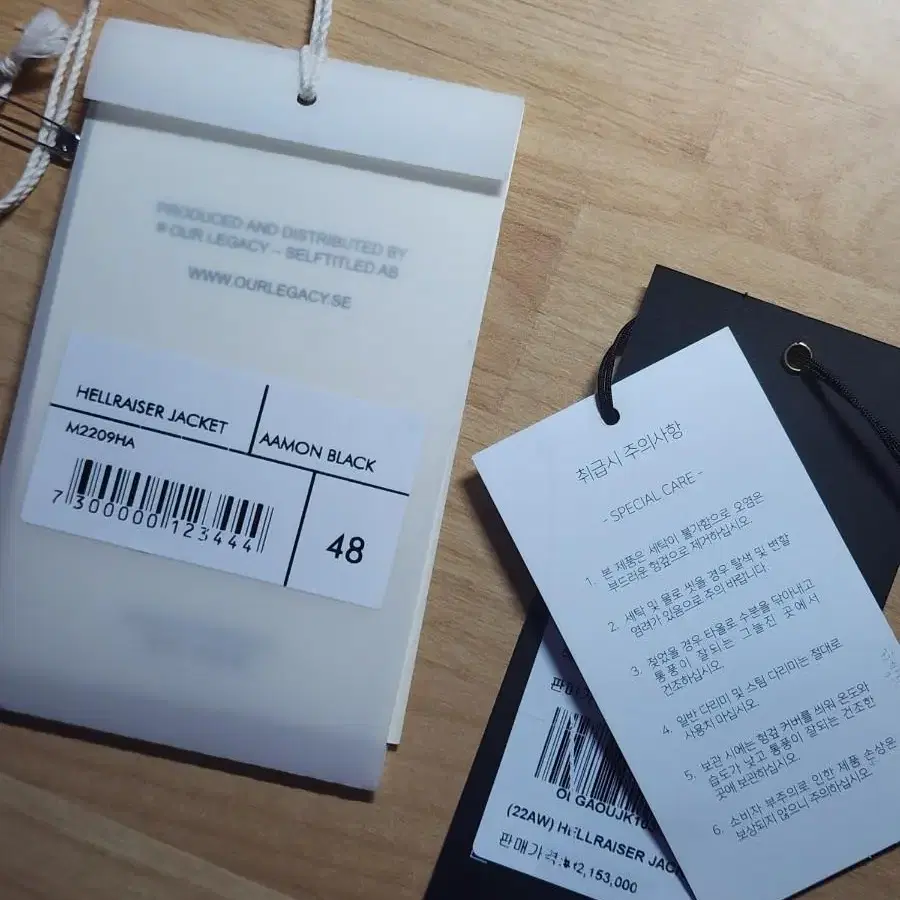 PRODUCED AND DISTRIBUTED BY
® OUR LEGACY – SELFTITLED AB
WWW.OURLEGACY.SE
HELLRAISER JACKET
AAMON BLACK
M2209HA
7 300000 123444
48
취급시 주의사항
- SPECIAL CARE -
1. 본 제품은 세탁이 불가함으로 오염은
부드러운 헝겊으로 제거하십시오.
2. 세탁 및 물로 씻을 경우 탈색 및 변할
염려가 있음으로 주의 바랍니다.
3. 젖었을 경우 타올로 수분을 닦아내고
통풍이 잘되는 그늘진 곳에서
건조하십시오.
4. 일반 다리미 및 스팀 다리미는 절대로
사용치 마십시오.
5. 보관 시에는 헝겊 커버를 씌워 온도와
습도가 낮고 통풍이 잘되는 건조한
곳에 보관하십시오.
6. 소비자 부주의로 인한 제품 손상은
보상되지 않으니 주의하십시오.
(22AW) HELLRAISER JAC
판매가격:₩2,153,000